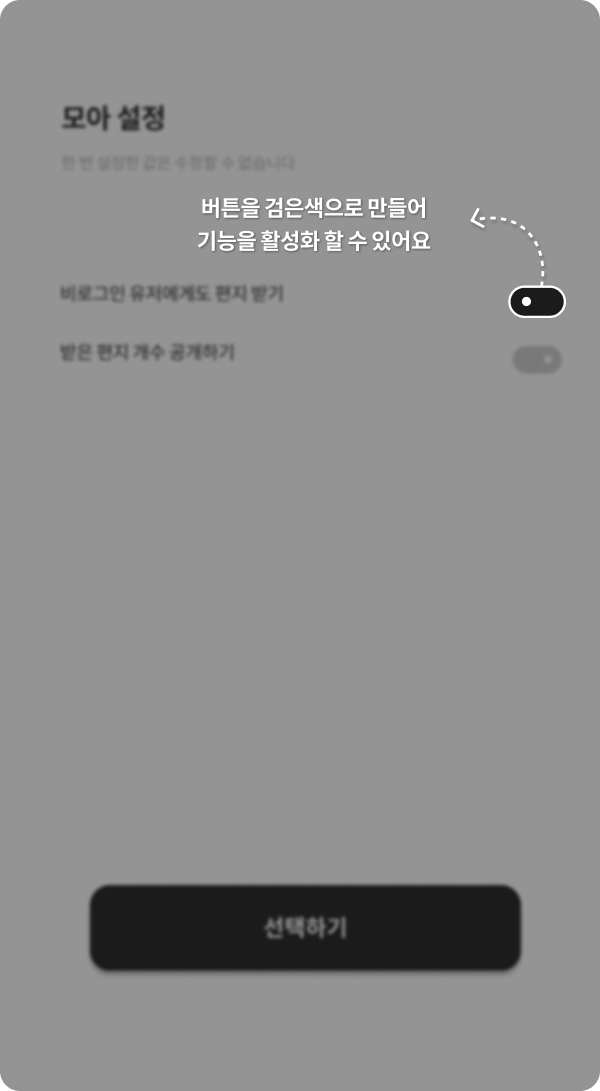 모아 설정
한 번 설정한 값은 수정할 수 없습니다
버튼을 검은색으로 만들어
기능을 활성화 할 수 있어요
비로그인 유저에게도 편지 받기
받은 편지 개수 공개하기
선택하기